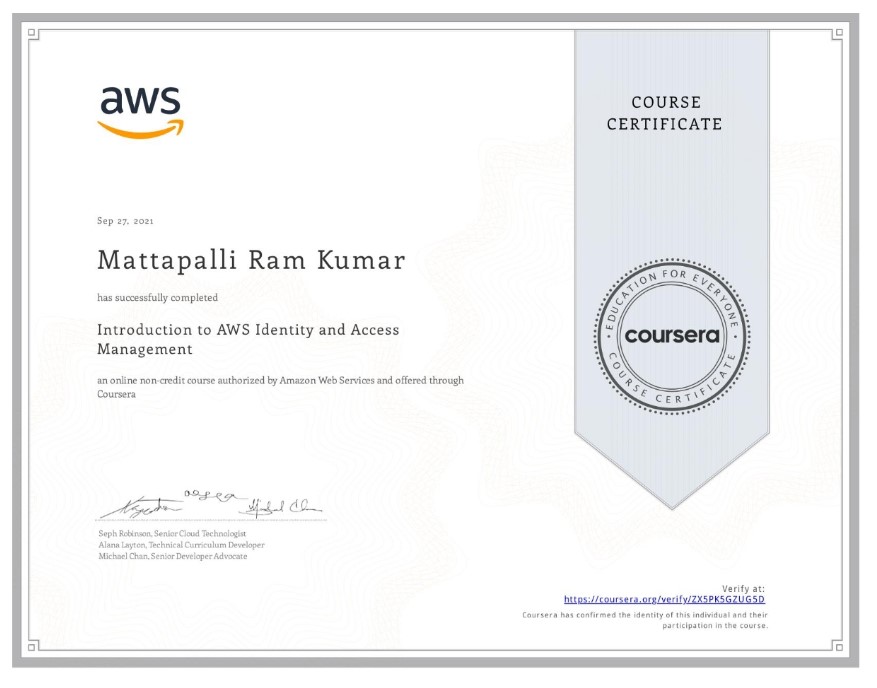 aws
COURSE
CERTIFICATE
Sep 27, 2021
Mattapalli Ram Kumar
has successfully completed
Introduction to AWS Identity and Access
Management
an online non-credit course authorized by Amazon Web Services and offered through
Coursera
EDUCATION FOR EVERYONE
coursera
COURSE CERTIFICATE
Seph Robinson, Senior Cloud Technologist
Alana Layton, Technical Curriculum Developer
Michael Chan, Senior Developer Advocate
Verify at:
https://coursera.org/verify/ZX5PK5GZUG5D
Coursera has confirmed the identity of this individual and their
participation in the course.